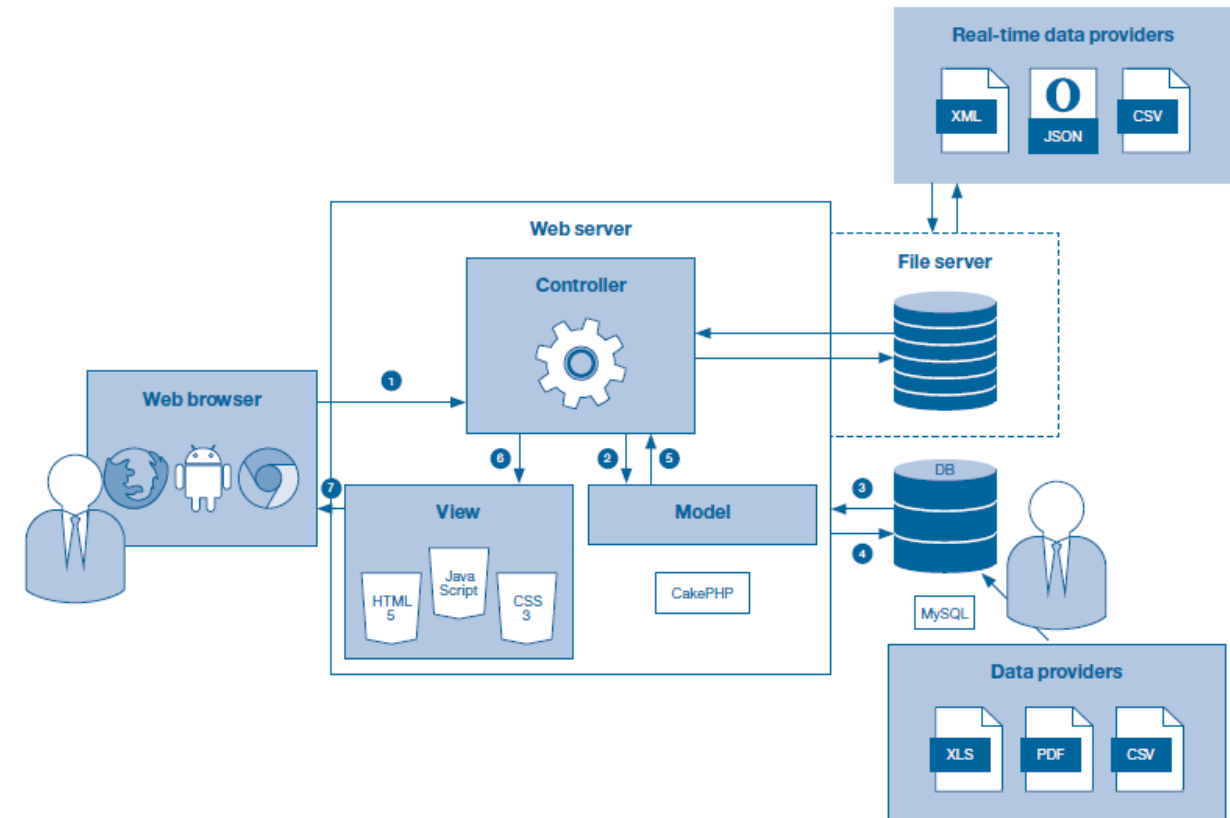 Real-time data providers
XML
JSON
CSV
Web server
File server
Controller
1
Web browser
6
2
5
DB
7
3
View
Model
4
Java
Script
HTML
5
CSS
3
CakePHP
MySQL
Data providers
XLS
PDF
CSV